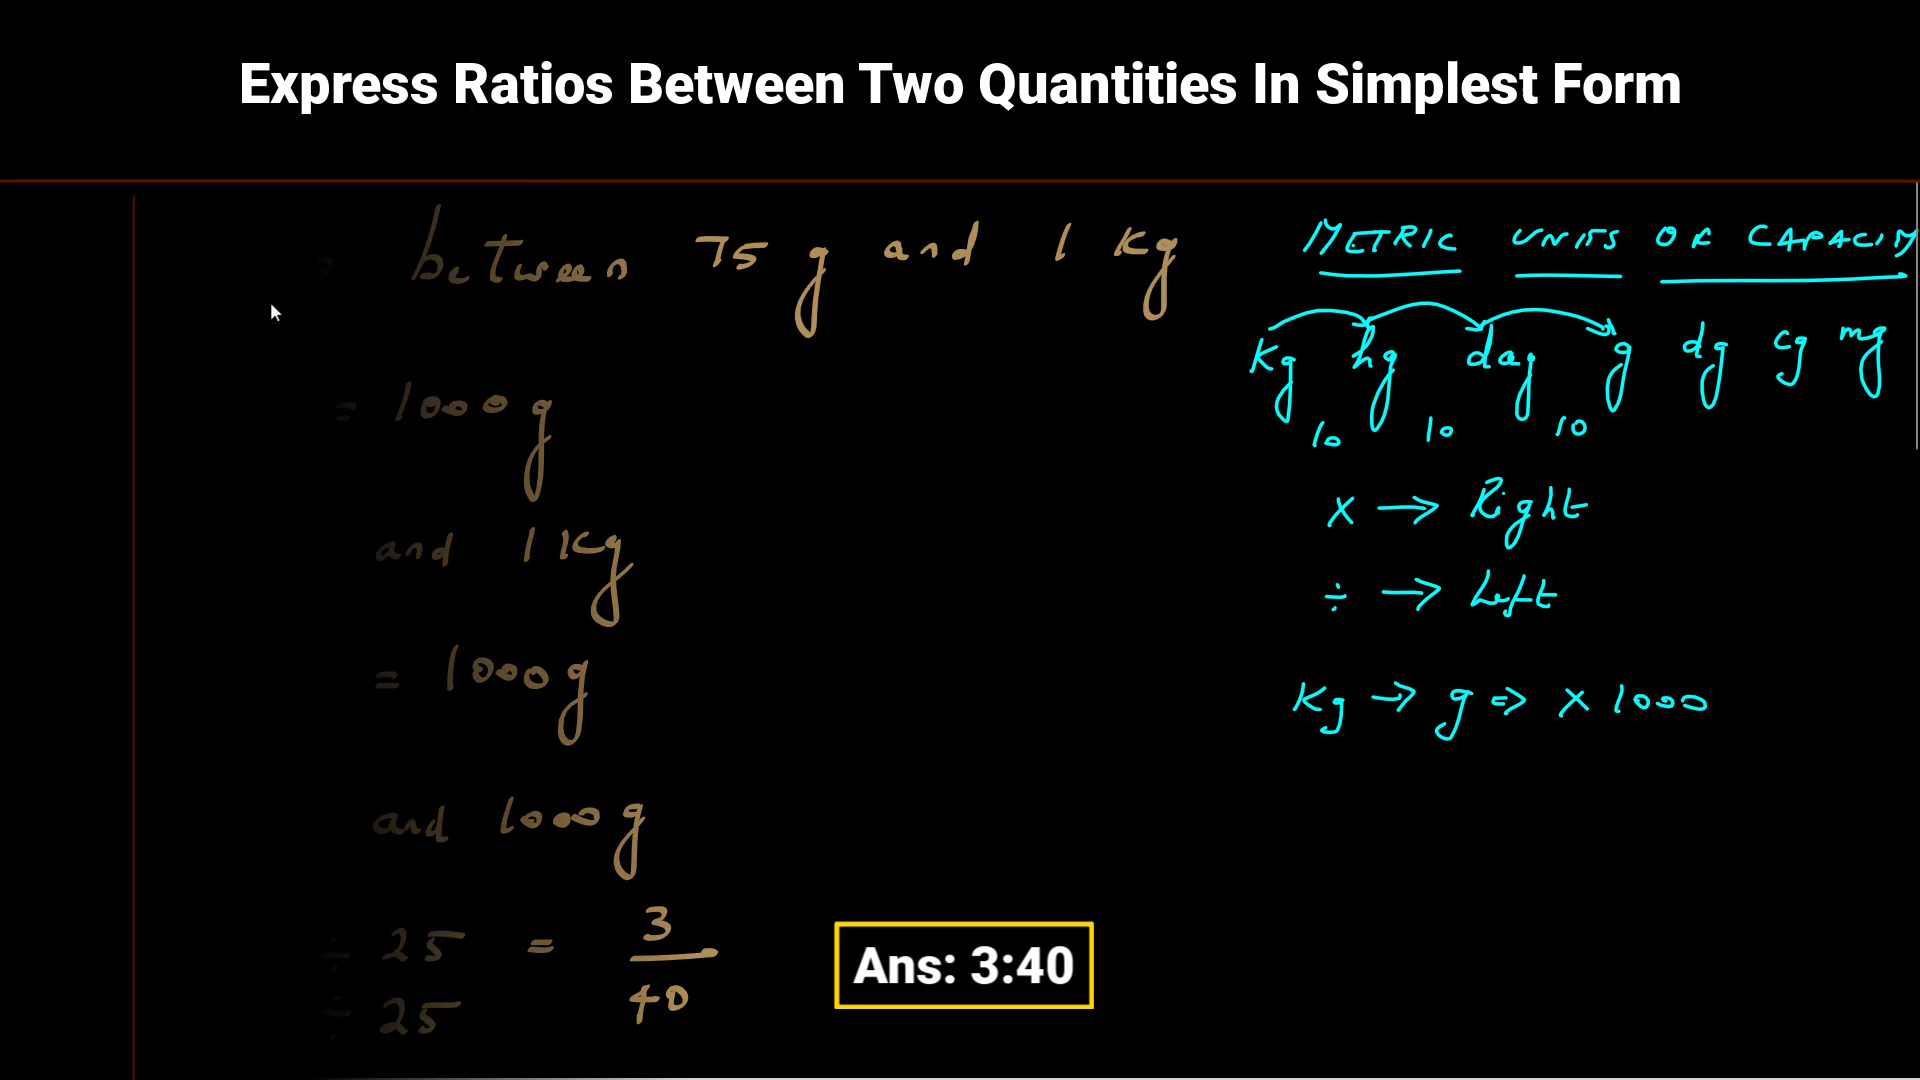 Express Ratios Between Two Quantities In Simplest Form
between 75 g and 1 kg
= 1000 g
and 1 kg
= 1000 g
and 1000 g
÷ 25 = 3
÷ 25 40
Ans: 3:40
METRIC UNITS OF CAPACITY
kg hg dag g dg cg mg
10 10 10
× → Right
÷ → Left
kg → g ⇒ × 1000